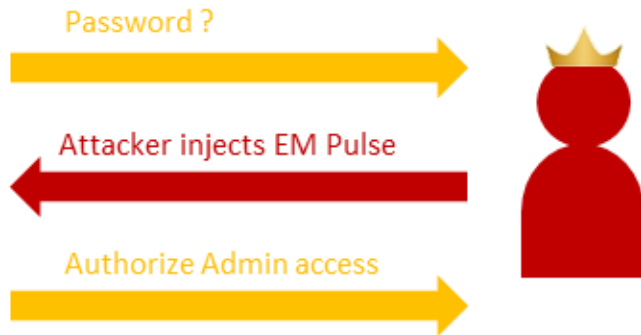 Password ?
Attacker injects EM Pulse
Authorize Admin access